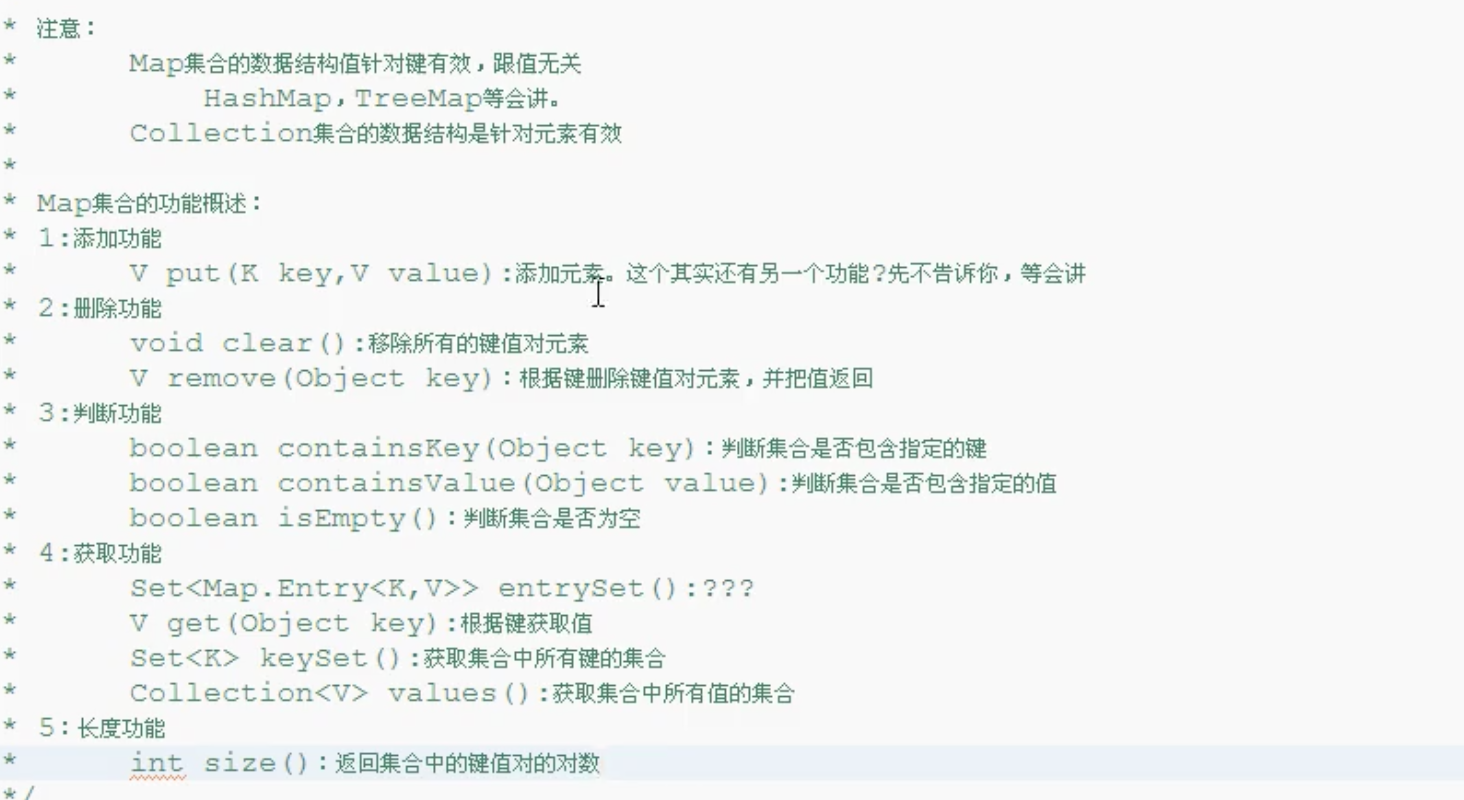 * 注意：
* Map集合的数据结构值针对键有效，跟值无关
* HashMap，TreeMap等会讲。
* Collection集合的数据结构是针对元素有效
*
* Map集合的功能概述：
* 1:添加功能
* V put(K key,V value):添加元素。这个其实还有另一个功能?先不告诉你，等会讲
* 2:删除功能
* void clear():移除所有的键值对元素
* V remove(Object key)：根据键删除键值对元素，并把值返回
* 3:判断功能
* boolean containsKey(Object key)：判断集合是否包含指定的键
* boolean containsValue(Object value):判断集合是否包含指定的值
* boolean isEmpty()：判断集合是否为空
* 4:获取功能
* Set<Map.Entry<K,V>> entrySet():???
* V get(Object key):根据键获取值
* Set<K> keySet():获取集合中所有键的集合
* Collection<V> values():获取集合中所有值的集合
* 5：长度功能
* int size()：返回集合中的键值对的对数
*/